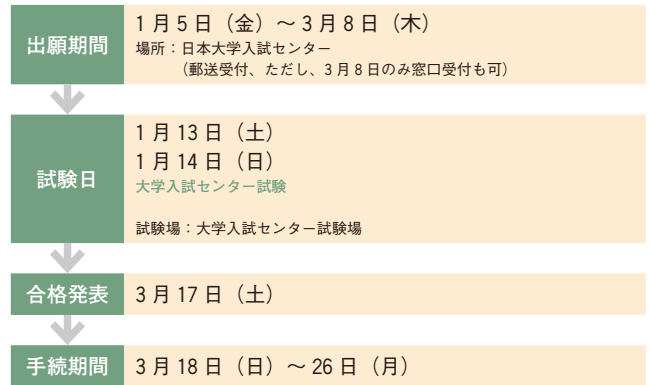 出願期間
1月5日（金）～3月8日（木）
場所：日本大学入試センター
（郵送受付、ただし、3月8日のみ窓口受付も可）
試験日
1月13日（土）
1月14日（日）
大学入試センター試験
試験場：大学入試センター試験場
合格発表
3月17日（土）
手続期間
3月18日（日）～26日（月）